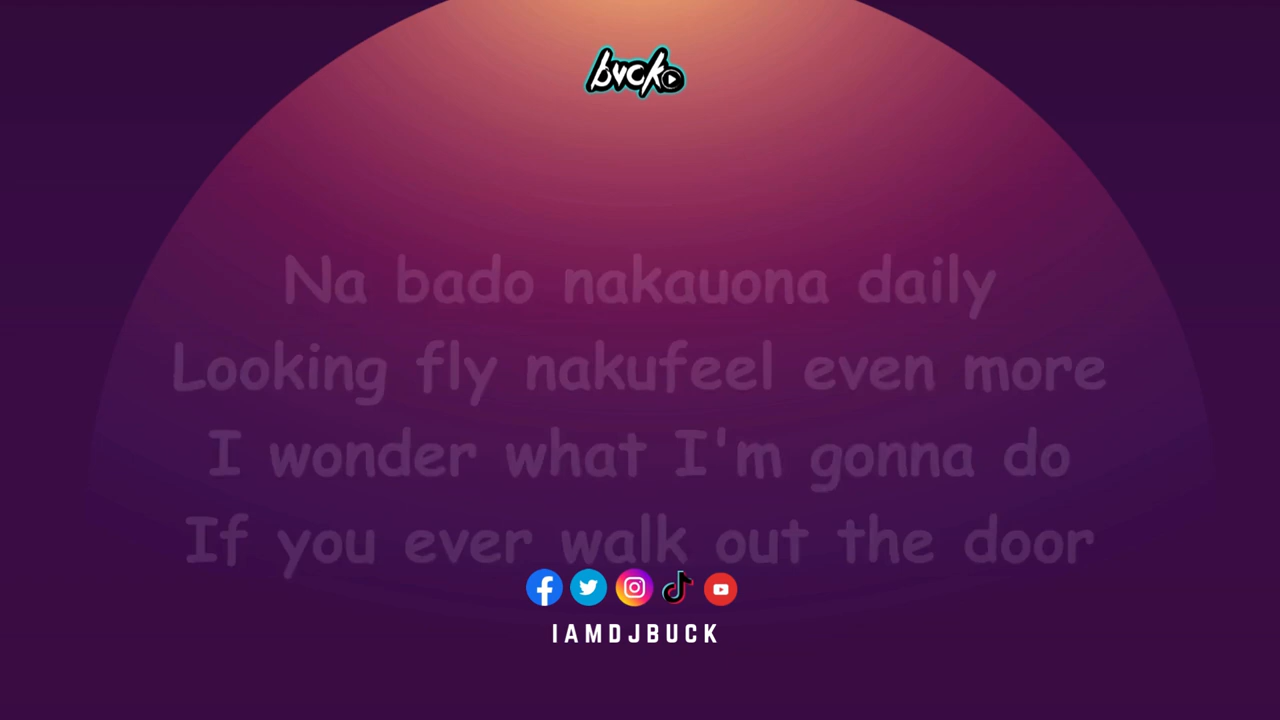 buck
Na bado nakauona daily
Looking fly nakufeel even more
I wonder what I'm gonna do
If you ever walk out the door
IAMDJBUCK